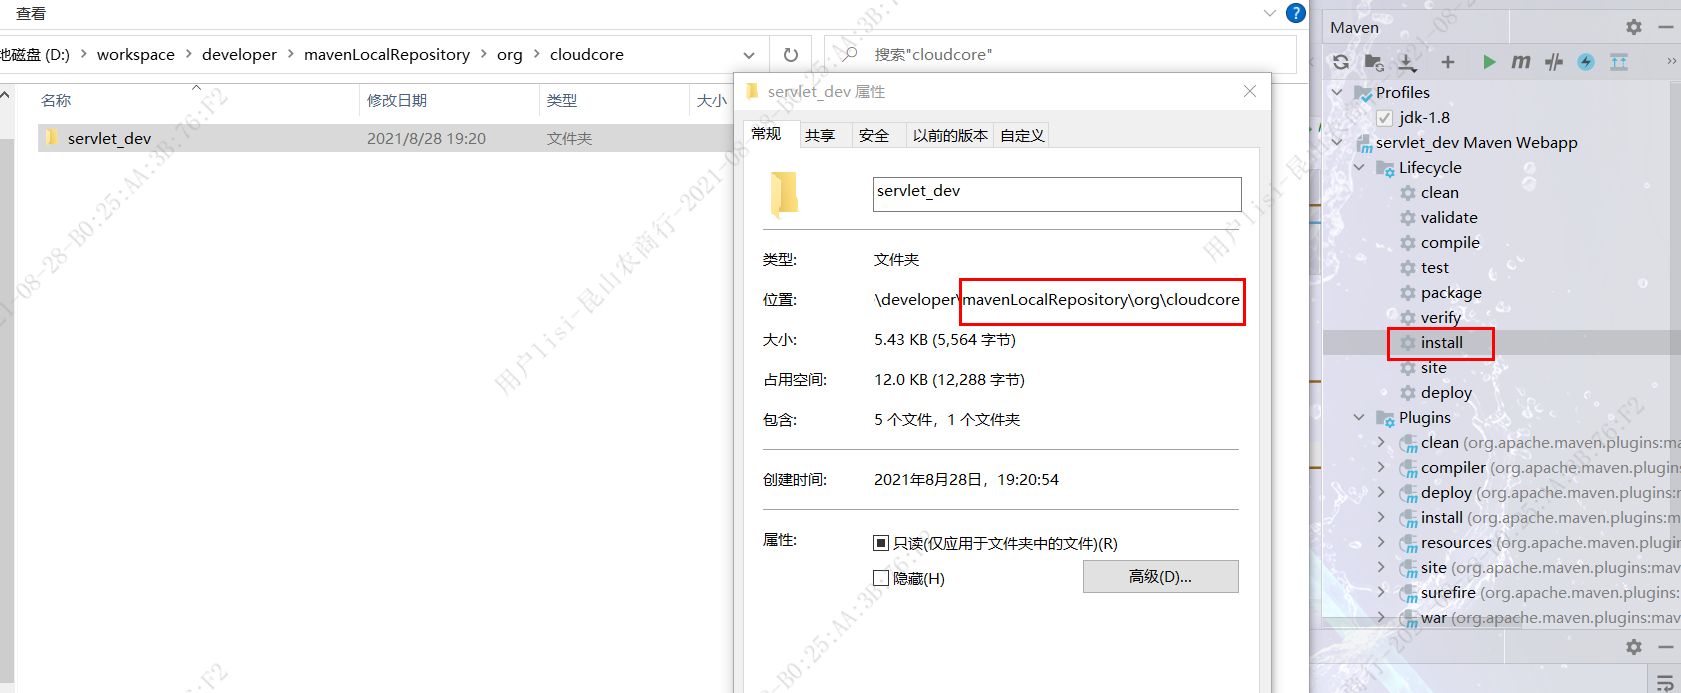 查看
地磁盘 (D:) > workspace > developer > mavenLocalRepository > org > cloudcore
搜索"cloudcore"
名称
修改日期
类型
大小
servlet_dev
2021/8/28 19:20
文件夹
servlet_dev 属性
常规
共享
安全
以前的版本
自定义
servlet_dev
类型:
文件夹
位置:
\developer\mavenLocalRepository\org\cloudcore
大小:
5.43 KB (5,564 字节)
占用空间:
12.0 KB (12,288 字节)
包含:
5 个文件，1 个文件夹
创建时间:
2021年8月28日，19:20:54
属性:
只读(仅应用于文件夹中的文件)(R)
隐藏(H)
高级(D)...
Maven
Profiles
jdk-1.8
servlet_dev Maven Webapp
Lifecycle
clean
validate
compile
test
package
verify
install
site
deploy
Plugins
clean (org.apache.maven.plugins:ma
compiler (org.apache.maven.plugins
deploy (org.apache.maven.plugins:m
install (org.apache.maven.plugins:m
resources (org.apache.maven.plugin
site (org.apache.maven.plugins:mav
surefire (org.apache.maven.plugins:
war (org.apache.maven.plugins:mav
用户lisi-昆山农商行-2021-08-28-B0:25:AA:3B:76:F2